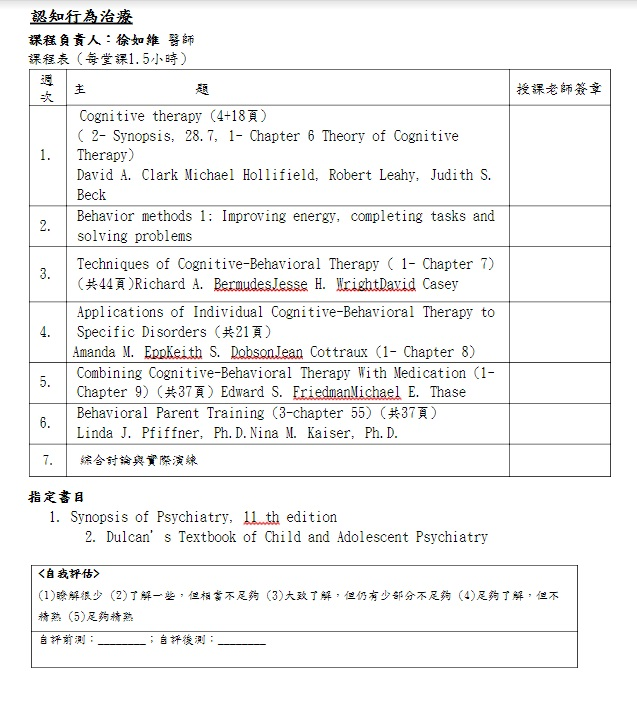 認知行為治療
課程負責人：徐如維 醫師
課程表（每堂課1.5小時）
週次 主 題 授課老師簽章
1. Cognitive therapy (4+18頁)
( 2- Synopsis, 28.7, 1- Chapter 6 Theory of Cognitive
Therapy)
David A. Clark Michael Hollifield, Robert Leahy, Judith S.
Beck
2. Behavior methods 1: Improving energy, completing tasks and
solving problems
3. Techniques of Cognitive-Behavioral Therapy ( 1- Chapter 7)
(共44頁)Richard A. BermudesJesse H. WrightDavid Casey
4. Applications of Individual Cognitive-Behavioral Therapy to
Specific Disorders (共21頁)
Amanda M. EppKeith S. DobsonJean Cottraux (1- Chapter 8)
5. Combining Cognitive-Behavioral Therapy With Medication (1-
Chapter 9) (共37頁) Edward S. FriedmanMichael E. Thase
6. Behavioral Parent Training (3-chapter 55) (共37頁)
Linda J. Pfiffner, Ph.D.Nina M. Kaiser, Ph.D.
7. 綜合討論與實際演練
指定書目
1. Synopsis of Psychiatry, 11 th edition
2. Dulcan's Textbook of Child and Adolescent Psychiatry
<自我評估>
(1)瞭解很少 (2)了解一些，但相當不足夠 (3)大致了解，但仍有少部分不足夠 (4)足夠了解，但不
精熟 (5)足夠精熟
自評前測：________；自評後測：________